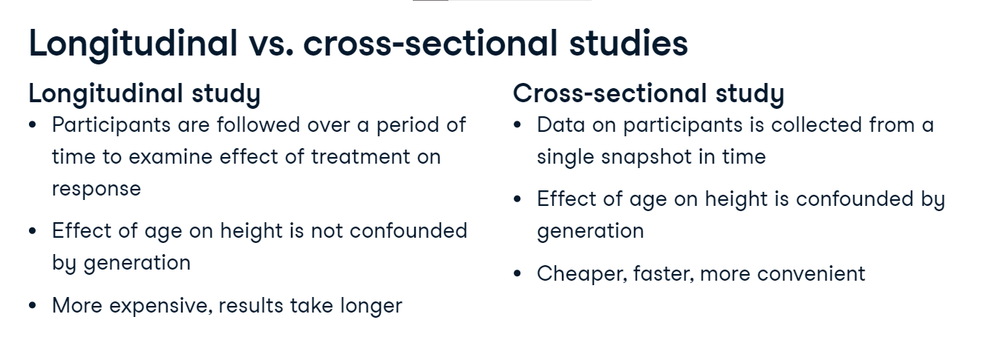 Longitudinal vs. cross-sectional studies
Longitudinal study
• Participants are followed over a period of
time to examine effect of treatment on
response
• Effect of age on height is not confounded
by generation
• More expensive, results take longer
Cross-sectional study
• Data on participants is collected from a
single snapshot in time
• Effect of age on height is confounded by
generation
• Cheaper, faster, more convenient